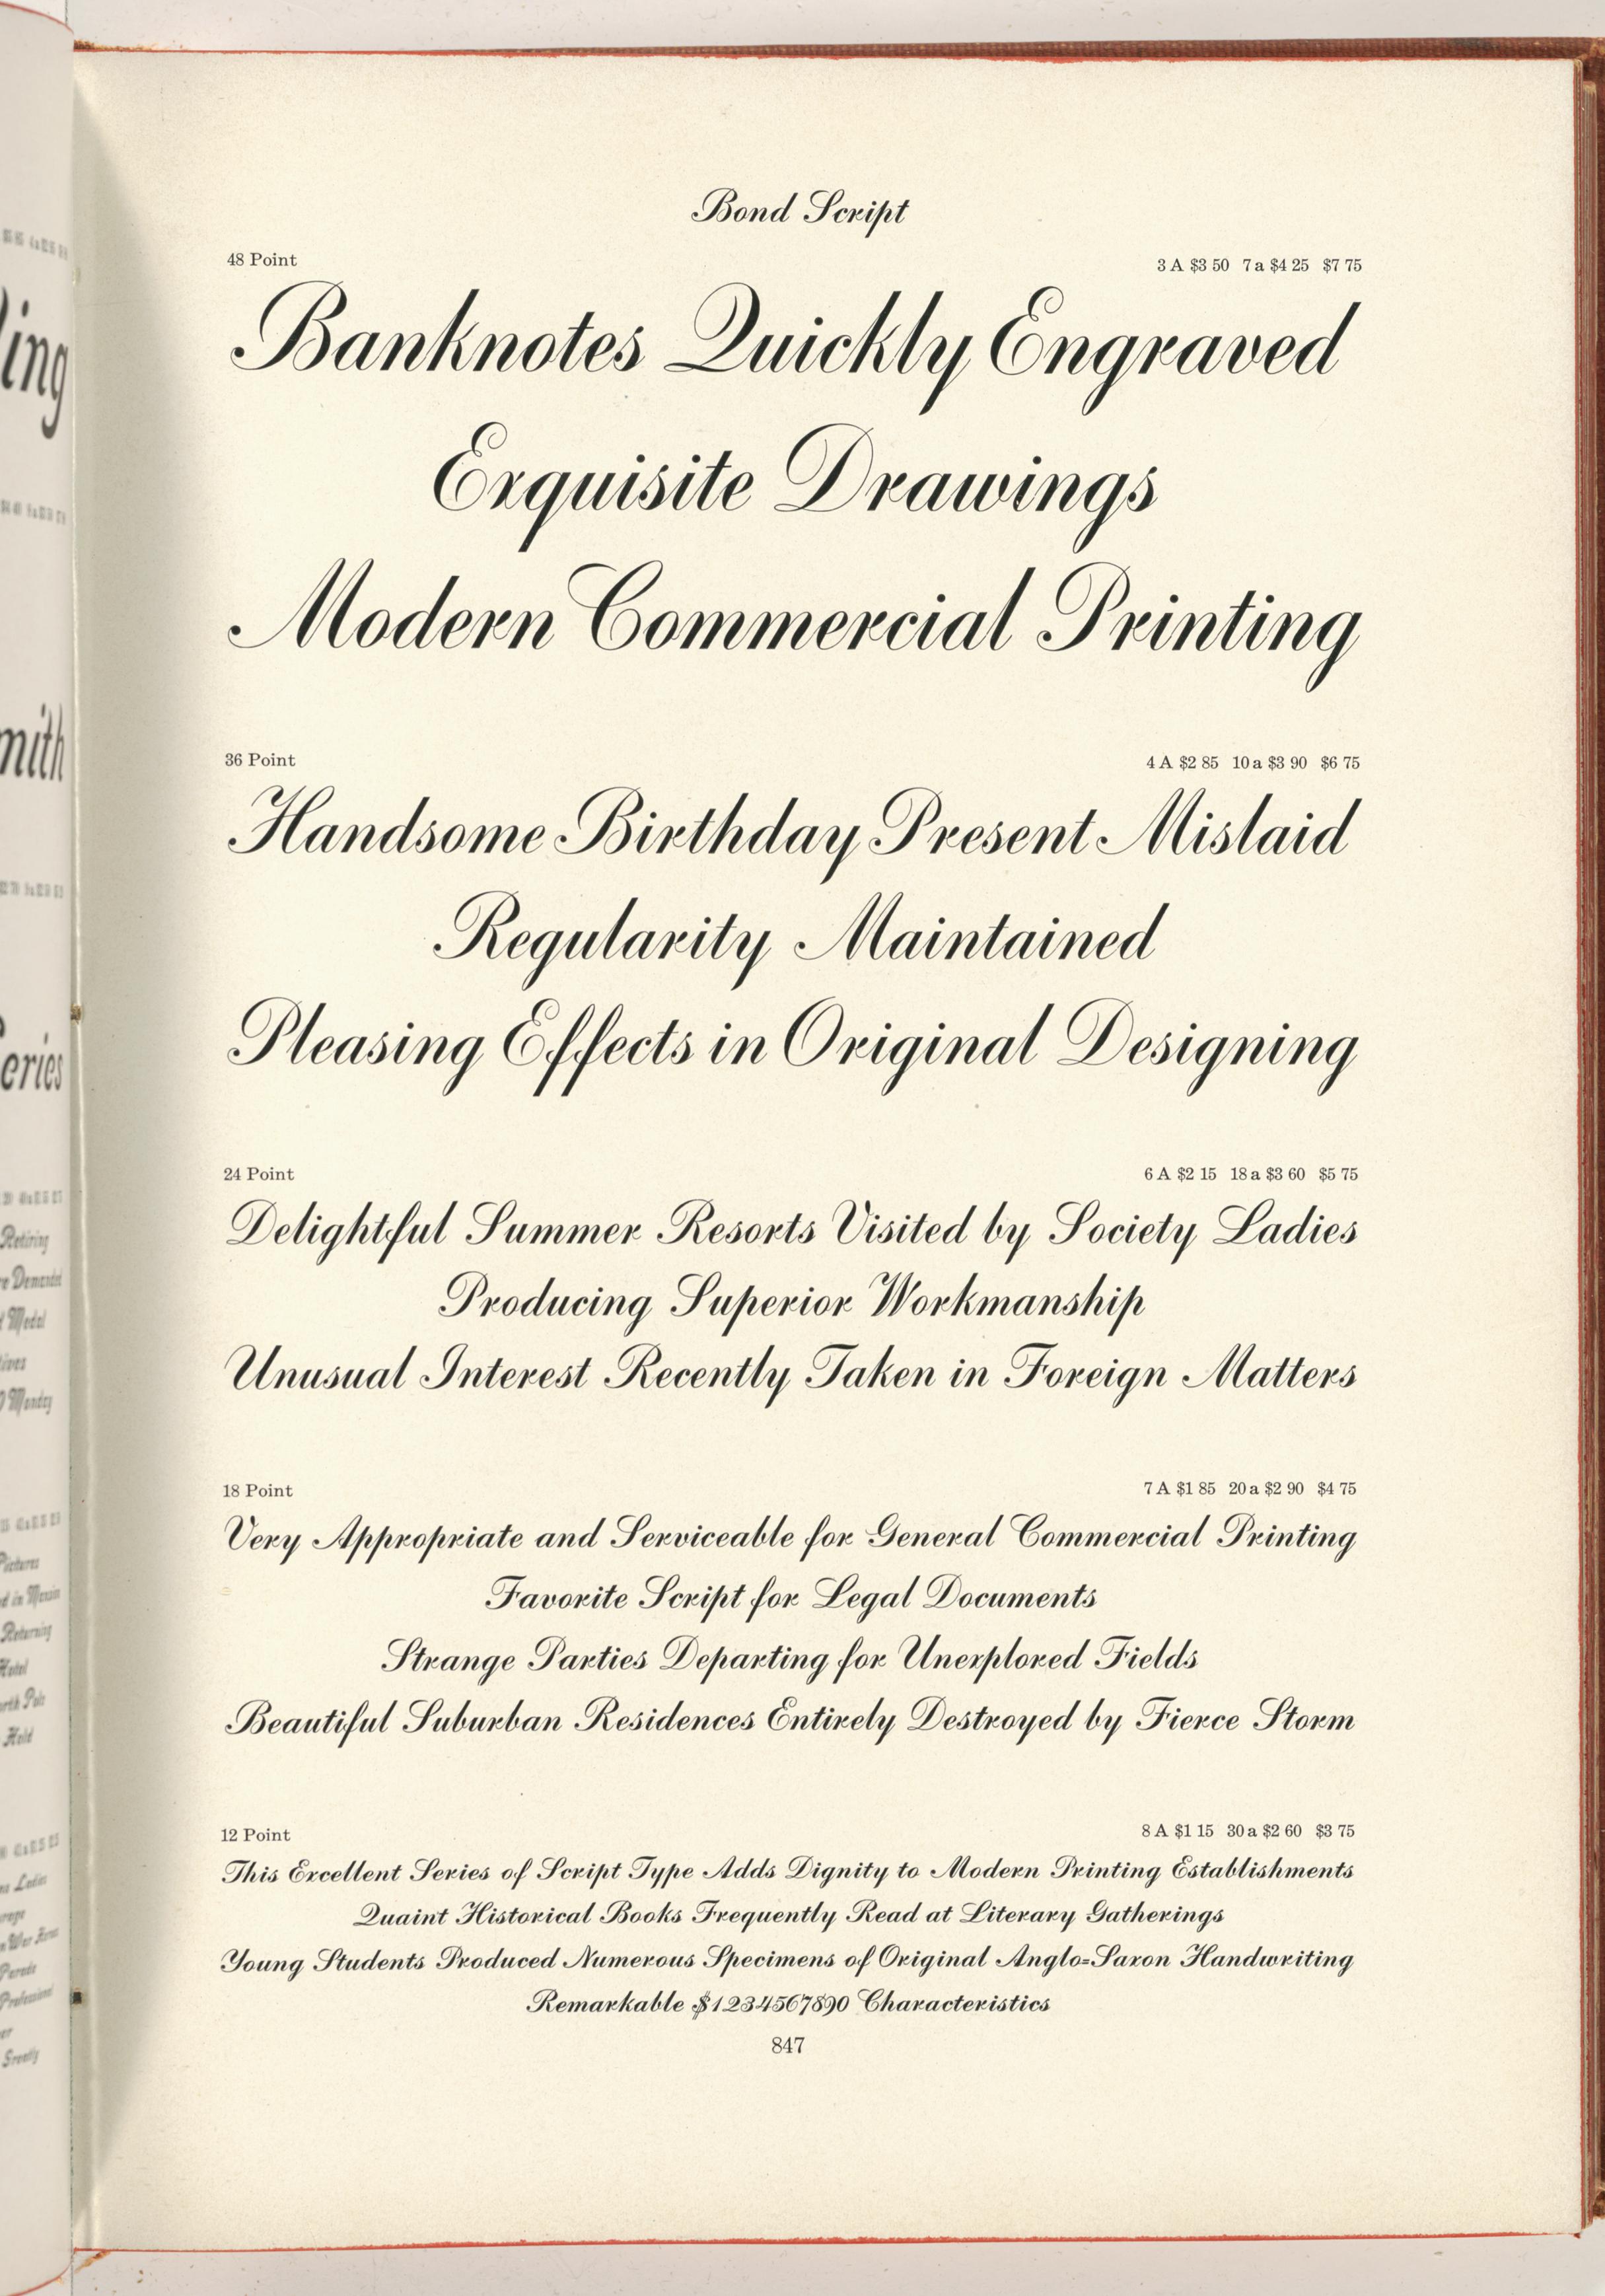 Bond Script
48 Point 3 A $3 50 7 a $4 25 $7 75
Banknotes Quickly Engraved
Exquisite Drawings
Modern Commercial Printing
36 Point 4 A $2 85 10 a $3 90 $6 75
Handsome Birthday Present Mislaid
Regularity Maintained
Pleasing Effects in Original Designing
24 Point 6 A $2 15 18 a $3 60 $5 75
Delightful Summer Resorts Visited by Society Ladies
Producing Superior Workmanship
Unusual Interest Recently Taken in Foreign Matters
18 Point 7 A $1 85 20 a $2 90 $4 75
Very Appropriate and Serviceable for General Commercial Printing
Favorite Script for Legal Documents
Strange Parties Departing for Unexplored Fields
Beautiful Suburban Residences Entirely Destroyed by Fierce Storm
12 Point 8 A $1 15 30 a $2 60 $3 75
This Excellent Series of Script Type Adds Dignity to Modern Printing Establishments
Quaint Historical Books Frequently Read at Literary Gatherings
Young Students Produced Numerous Specimens of Original Anglo-Saxon Handwriting
Remarkable $1234567890 Characteristics
847